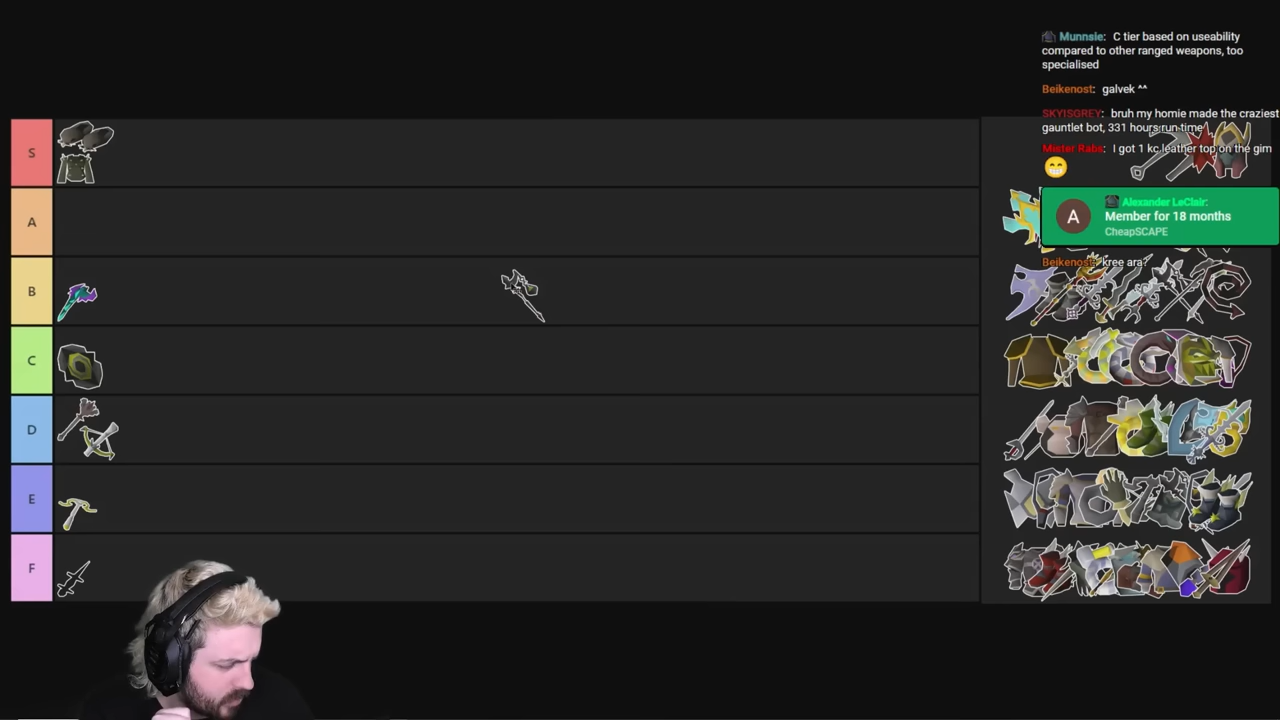 Munnsie: C tier based on useability
compared to other ranged weapons, too
specialised
Beikenost: galvek ^^
SKYISGREY: bruh my homie made the craziest
gauntlet bot, 331 hours run time
Mister Rabs: I got 1 kc leather top on the gim
A
Alexander LeClair:
Member for 18 months
CheapSCAPE
Beikenost: kree ara?
S
A
B
C
D
E
F